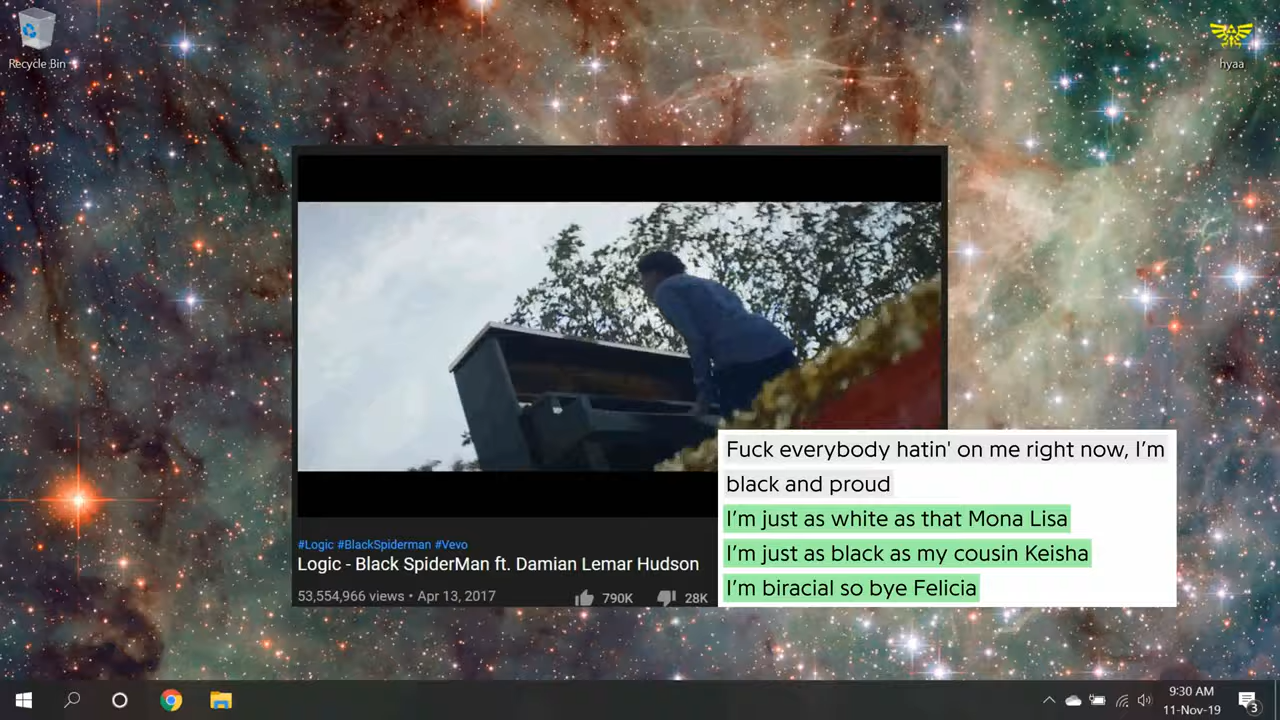 Recycle Bin
hyaa
Fuck everybody hatin' on me right now, I'm
black and proud
I'm just as white as that Mona Lisa
I'm just as black as my cousin Keisha
I'm biracial so bye Felicia
#Logic #BlackSpiderman #Vevo
Logic - Black SpiderMan ft. Damian Lemar Hudson
53,554,966 views • Apr 13, 2017
790K
28K
9:30 AM
11-Nov-19
3